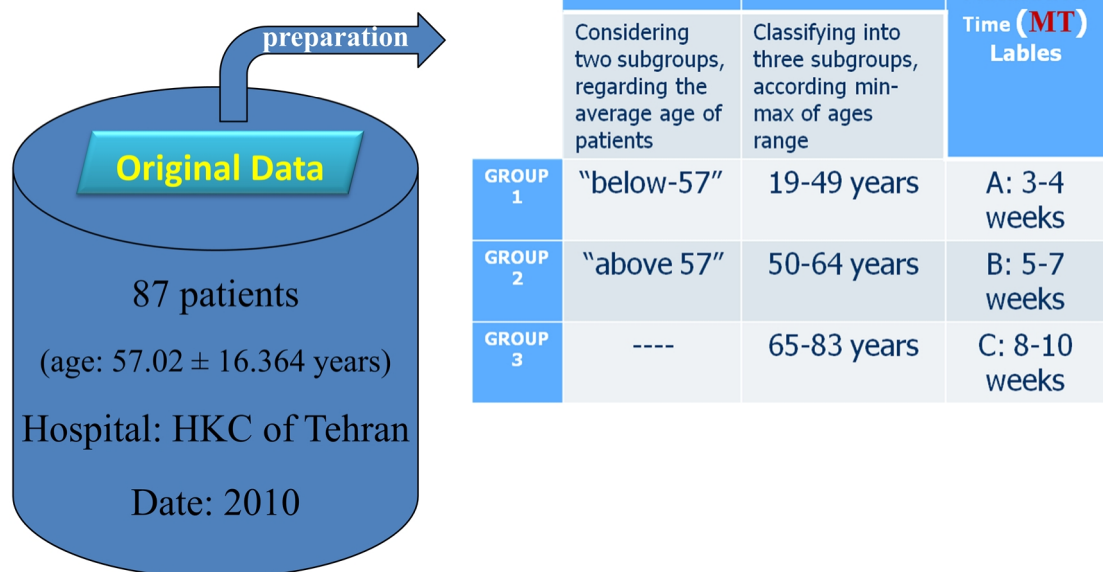 preparation
Original Data
87 patients
(age: 57.02 ± 16.364 years)
Hospital: HKC of Tehran
Date: 2010
Considering
two subgroups,
regarding the
average age of
patients
Classifying into
three subgroups,
according min-
max of ages
range
Time (MT)
Lables
GROUP
1
“below-57”
19-49 years
A: 3-4
weeks
GROUP
2
“above 57”
50-64 years
B: 5-7
weeks
GROUP
3
----
65-83 years
C: 8-10
weeks